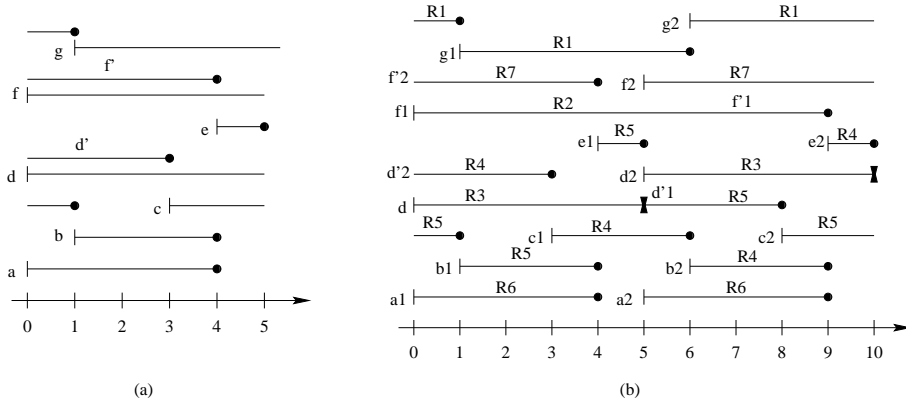 g
f'
f
e
d'
d
c
b
a
0 1 2 3 4 5
(a)
R1 g2 R1
g1 R1
f'2 R7 f2 R7
f1 R2 f'1
e1 R5 e2 R4
d'2 R4 d2 R3
d R3 d'1 R5
R5 c1 R4 c2 R5
b1 R5 b2 R4
a1 R6 a2 R6
0 1 2 3 4 5 6 7 8 9 10
(b)